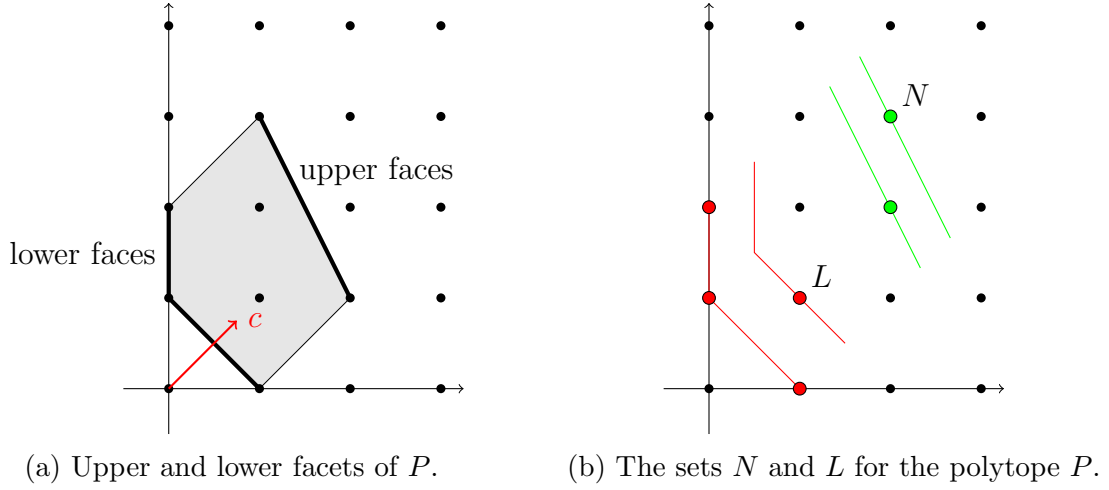 upper faces
lower faces
c
N
L
(a) Upper and lower facets of P.
(b) The sets N and L for the polytope P.